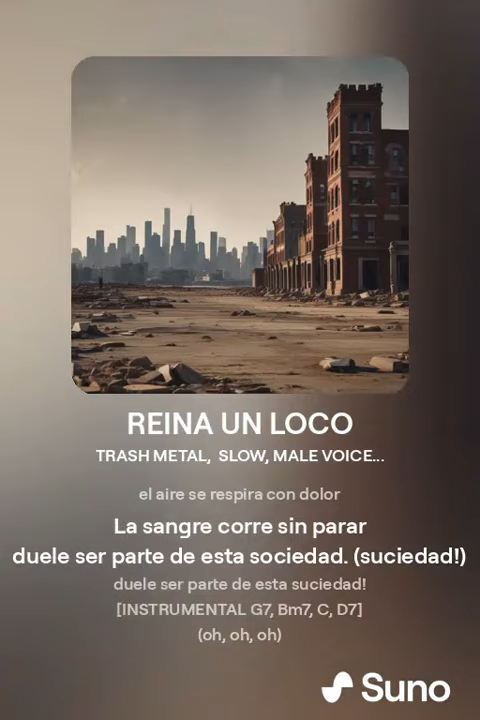 REINA UN LOCO
TRASH METAL,  SLOW, MALE VOICE...
el aire se respira con dolor
La sangre corre sin parar
duele ser parte de esta sociedad. (suciedad!)
duele ser parte de esta suciedad!
[INSTRUMENTAL G7, Bm7, C, D7]
(oh, oh, oh)
Suno